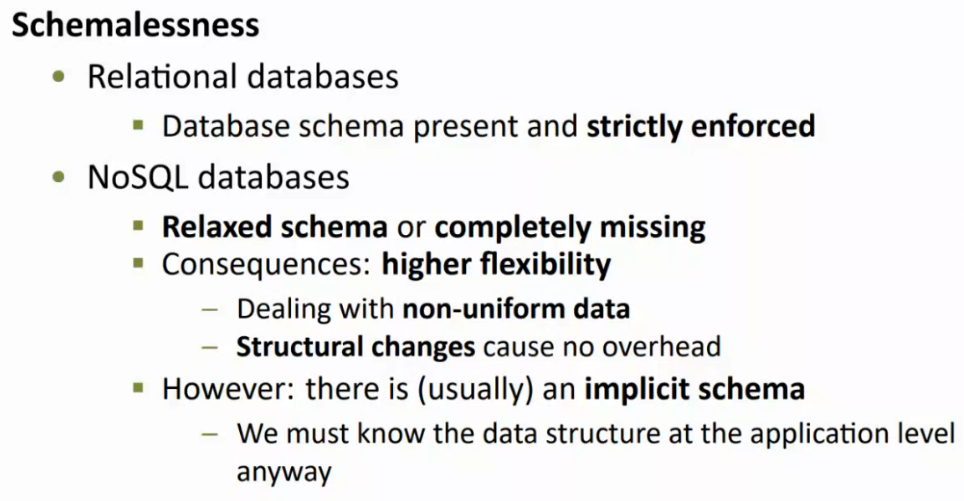 Schemalessness
• Relational databases
▪ Database schema present and strictly enforced
• NoSQL databases
▪ Relaxed schema or completely missing
▪ Consequences: higher flexibility
– Dealing with non-uniform data
– Structural changes cause no overhead
▪ However: there is (usually) an implicit schema
– We must know the data structure at the application level
anyway